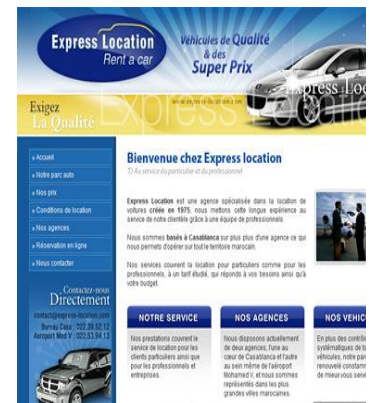 Express Location
Rent a car
Véhicules de Qualité
& des
Super Prix
www.express-location.com
Exigez
La Qualité
» Accueil
» Notre parc auto
» Nos prix
» Conditions de location
» Nos agences
» Réservation en ligne
» Nous contacter
Contactez-nous
Directement
contact@express-location.com
Bureau Casa : 022.39.52.12
Aeroport Med V : 022.53.94.13
Bienvenue chez Express location
Au service du particulier et du professionnel
Express Location est une agence spécialisée dans la location de
voitures créée en 1975, nous mettons cette longue expérience au
service de notre clientèle grâce à une équipe de professionnels.
Nous sommes basés à Casablanca sur plus plus d'une agence ce qui
nous permets d'opérer sur tout le territoire marocain.
Nos services couvrent la location pour particuliers comme pour les
professionnels, à un tarif étudié, qui réponds à vos besoins ainsi qu'à
votre budget.
NOTRE SERVICE
Nos prestations couvrent le
service de location pour les
clients particuliers ainsi que
pour les professionnels et
entreprises.
NOS AGENCES
Nous disposons actuellement
de deux agences, l'une au
cœur de Casablanca et l'autre
au sein même de l'aéroport
Mohamed V, et nous sommes
représentés dans les plus
grandes villes marocaines.
NOS VEHIC
En plus des contrôle
systématiques de to
véhicules, notre par
renouvelé constamm
de mieux vous servi